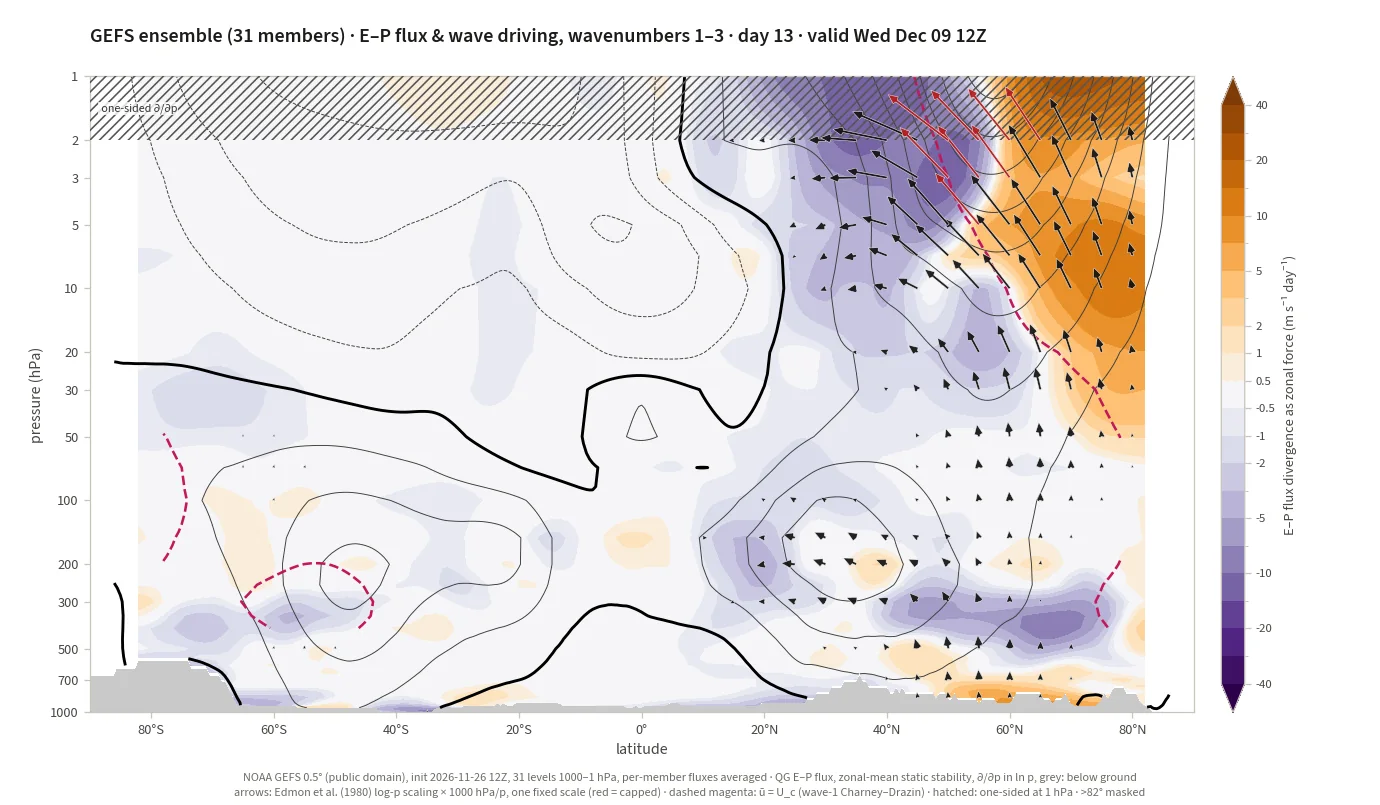 GEFS ensemble (31 members) · E–P flux & wave driving, wavenumbers 1–3 · day 13 · valid Wed Dec 09 12Z
one-sided ∂/∂p
1
2
3
5
10
20
30
50
100
200
300
500
700
1000
pressure (hPa)
80°S
60°S
40°S
20°S
0°
20°N
40°N
60°N
80°N
latitude
40
20
10
5
2
1
0.5
-0.5
-1
-2
-5
-10
-20
-40
E–P flux divergence as zonal force (m s⁻¹ day⁻¹)
NOAA GEFS 0.5° (public domain), init 2026-11-26 12Z, 31 levels 1000–1 hPa, per-member fluxes averaged · QG E–P flux, zonal-mean static stability, ∂/∂p in ln p, grey: below ground
arrows: Edmon et al. (1980) log-p scaling × 1000 hPa/p, one fixed scale (red = capped) · dashed magenta: ū = U_c (wave-1 Charney–Drazin) · hatched: one-sided at 1 hPa · >82° masked